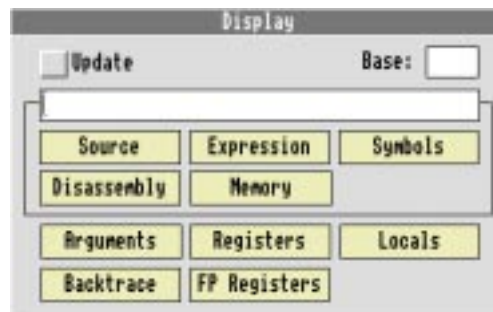 Display
Update Base:
Source Expression Symbols
Disassembly Memory
Arguments Registers Locals
Backtrace FP Registers